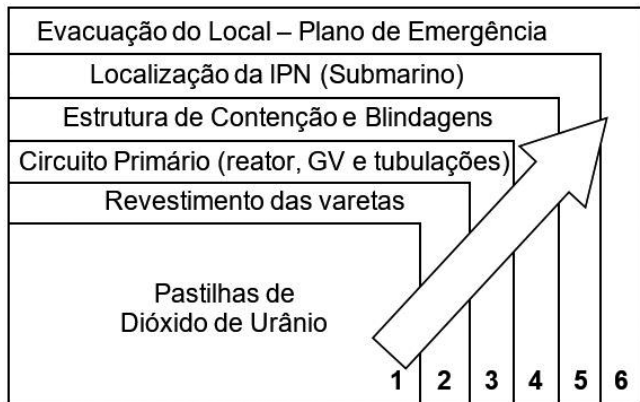 Evacuação do Local – Plano de Emergência
Localização da IPN (Submarino)
Estrutura de Contenção e Blindagens
Circuito Primário (reator, GV e tubulações)
Revestimento das varetas
Pastilhas de
Dióxido de Urânio
1 2 3 4 5 6